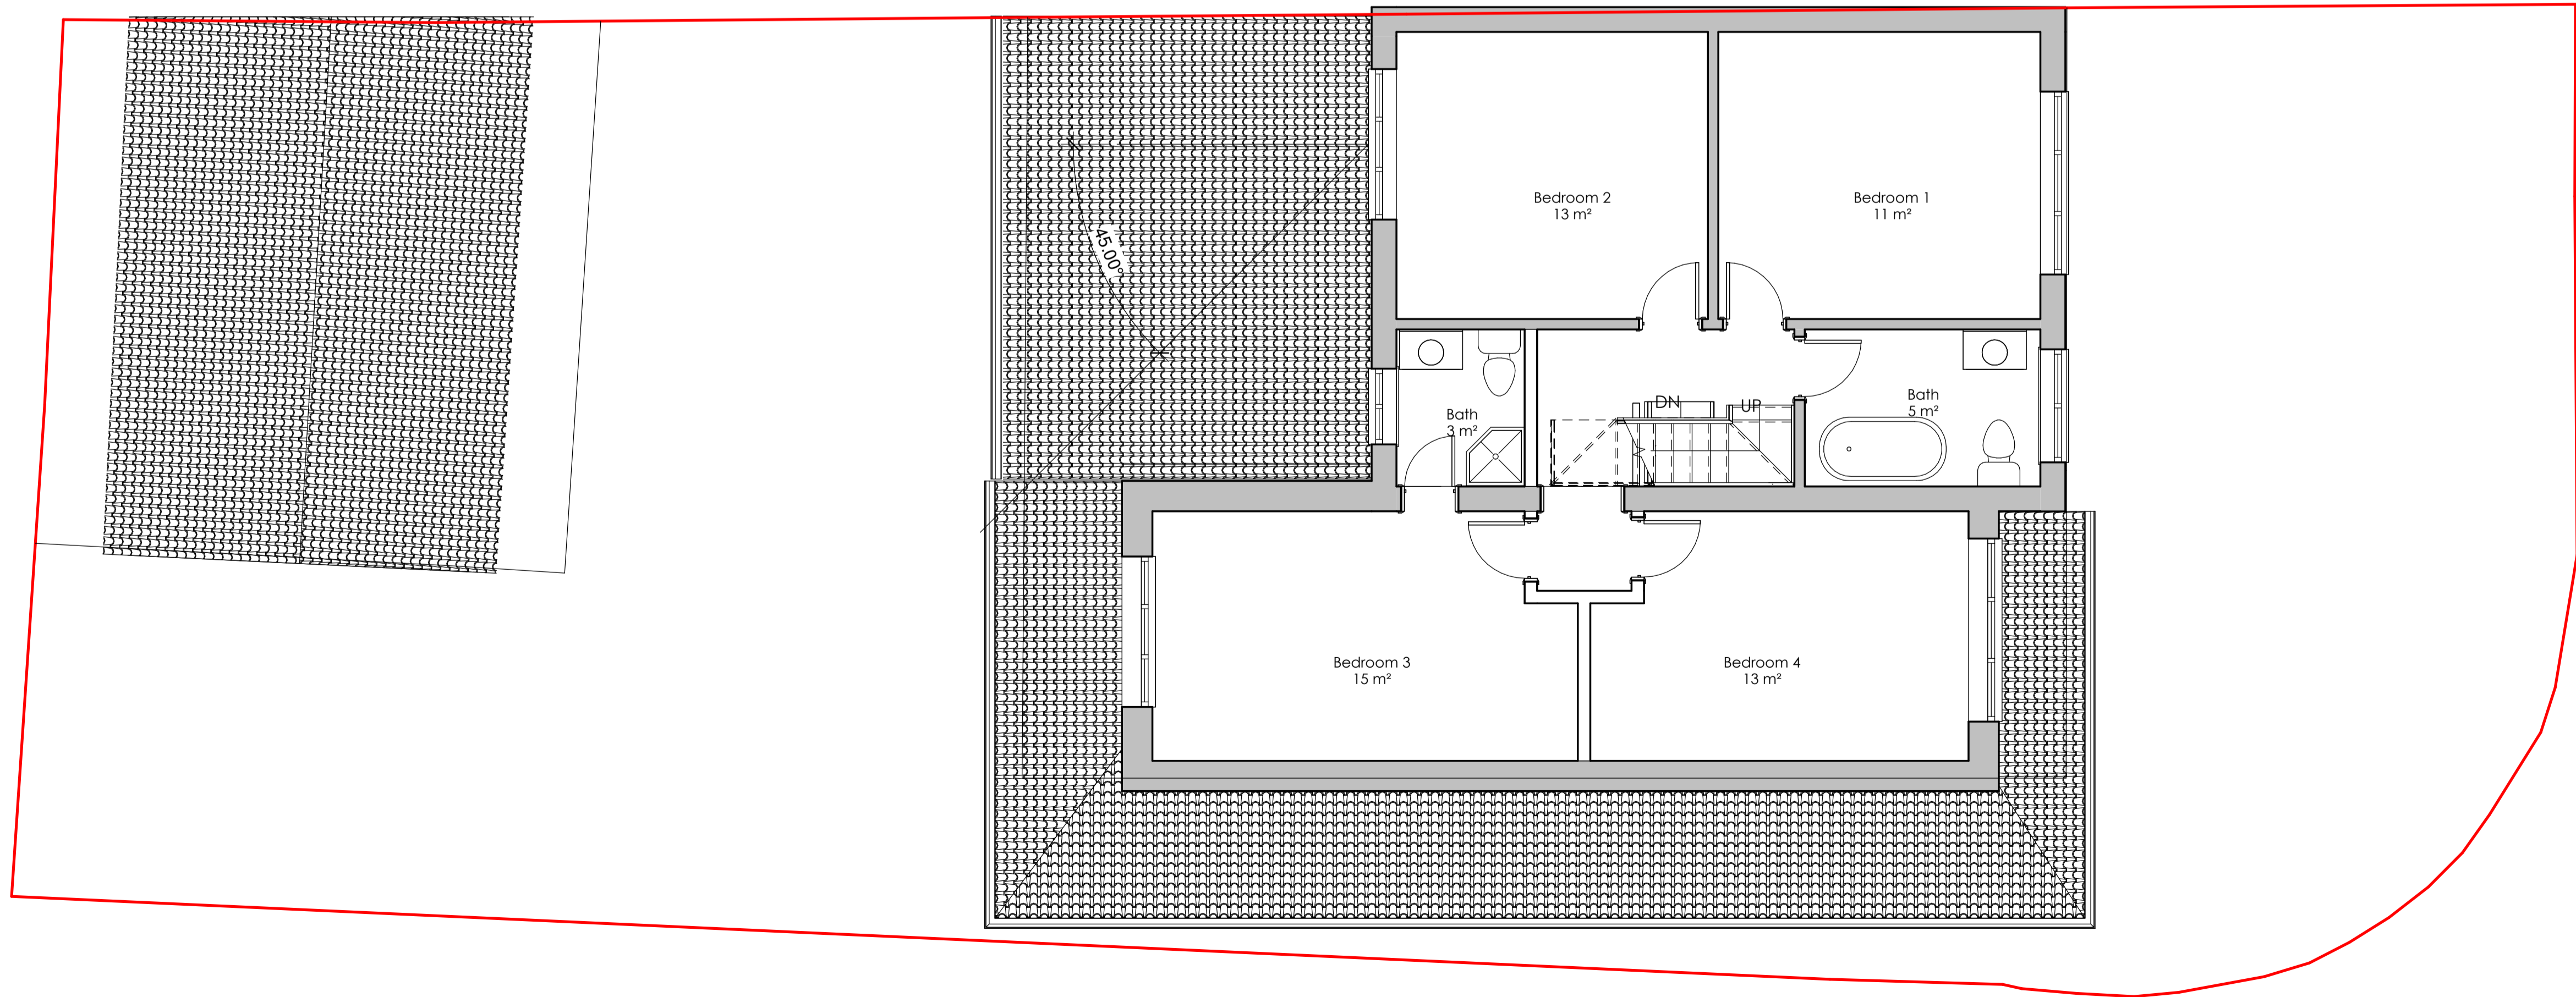 Bedroom 2
13 m²
Bedroom 1
11 m²
45.00°
DN
UP
Bath
3 m²
Bath
5 m²
Bedroom 3
15 m²
Bedroom 4
13 m²